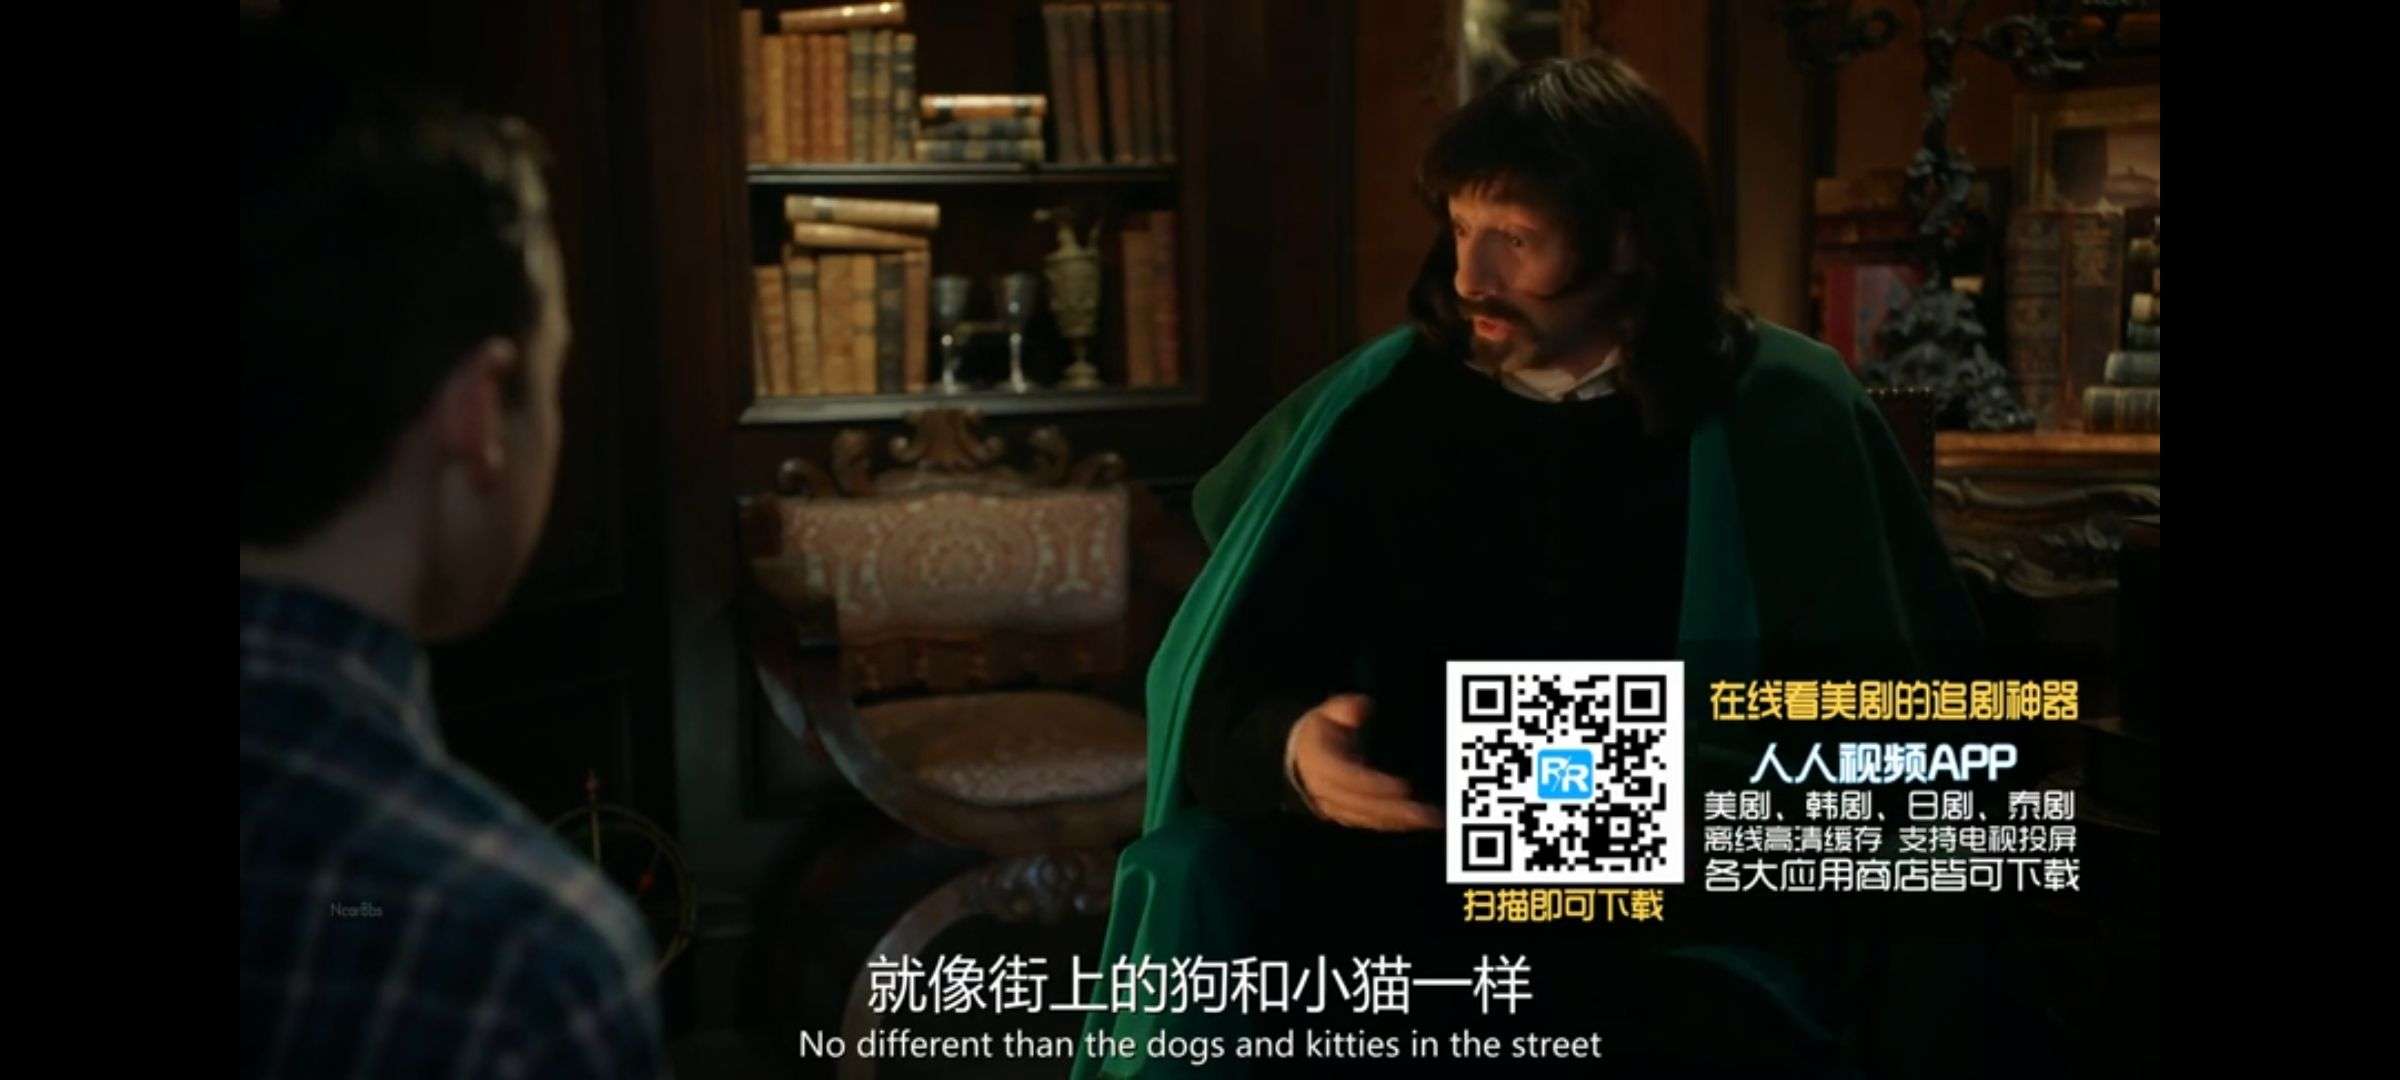 在线看美剧的追剧神器
人人视频APP
美剧、韩剧、日剧、泰剧
离线高清缓存 支持电视投屏
各大应用商店皆可下载
RR
扫描即可下载
就像街上的狗和小猫一样
No different than the dogs and kitties in the street